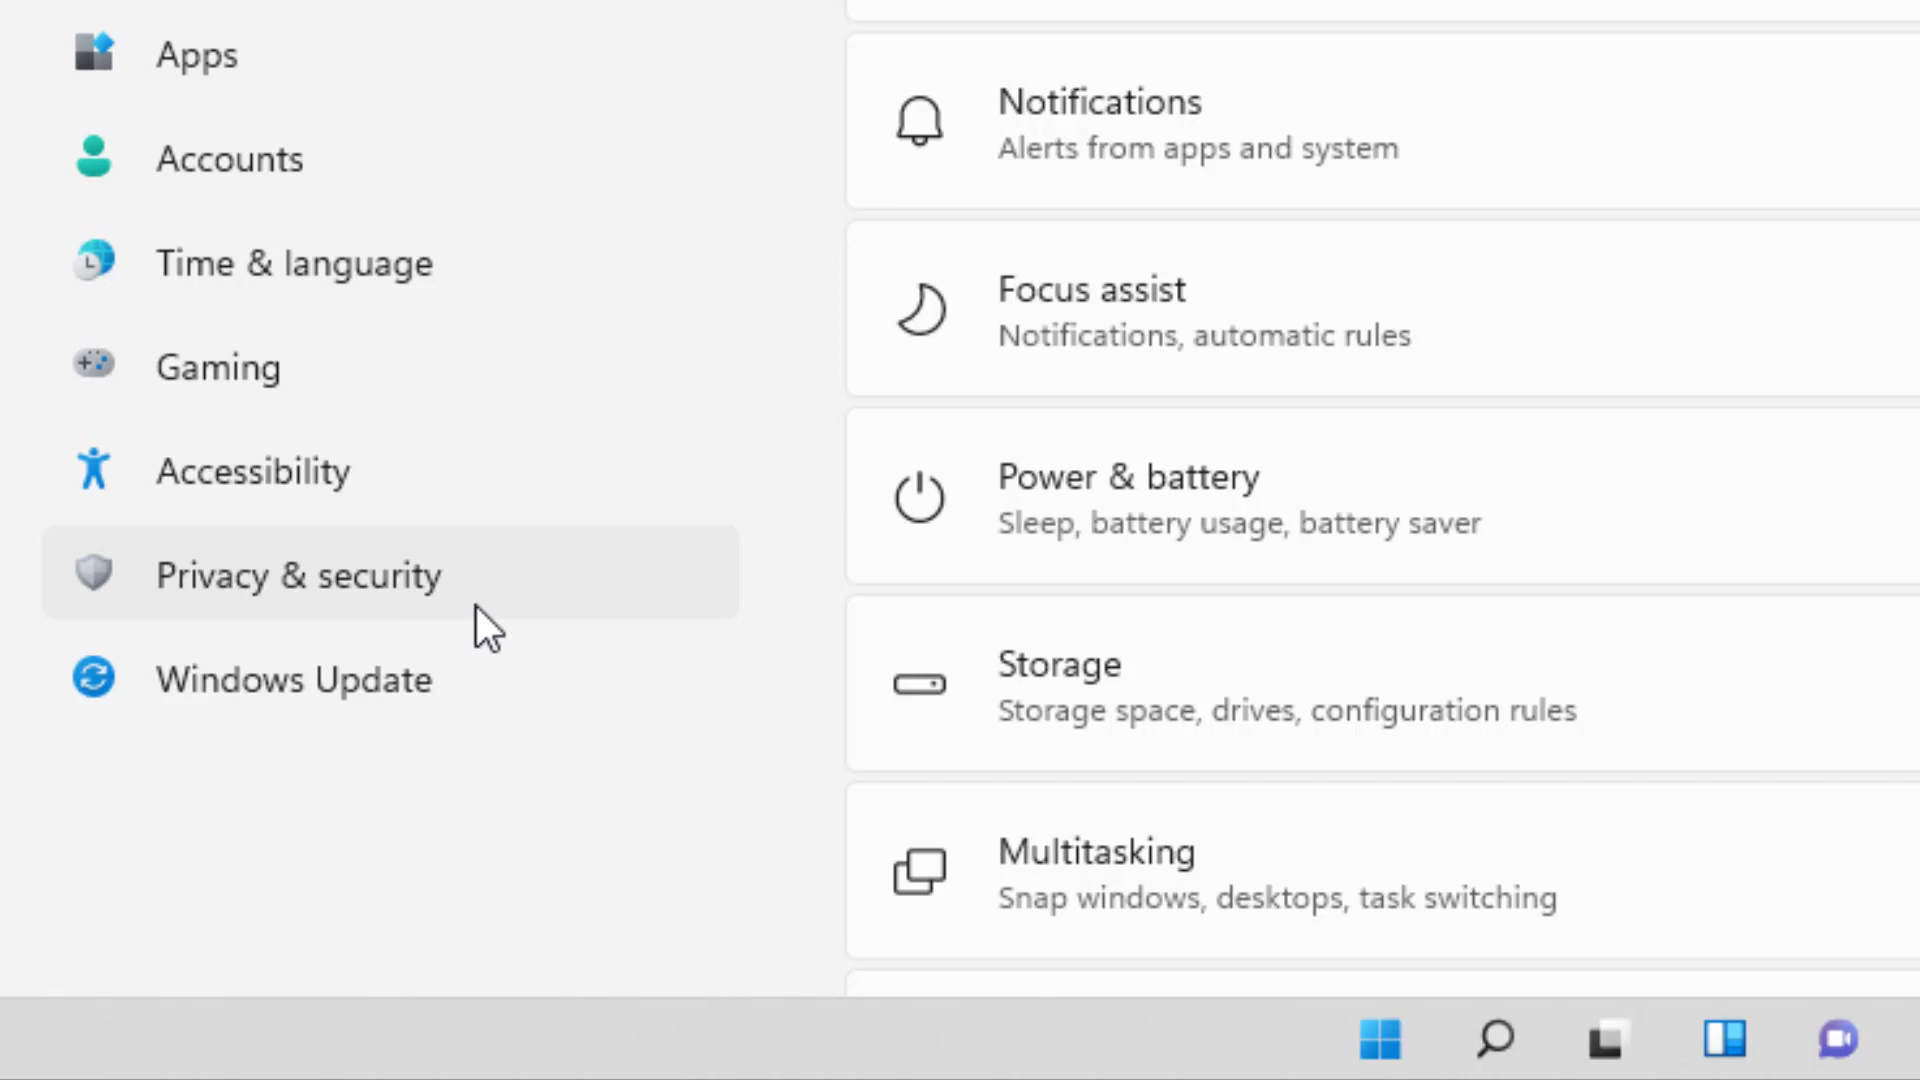 Apps
Accounts
Time & language
Gaming
Accessibility
Privacy & security
Windows Update
Notifications
Alerts from apps and system
Focus assist
Notifications, automatic rules
Power & battery
Sleep, battery usage, battery saver
Storage
Storage space, drives, configuration rules
Multitasking
Snap windows, desktops, task switching